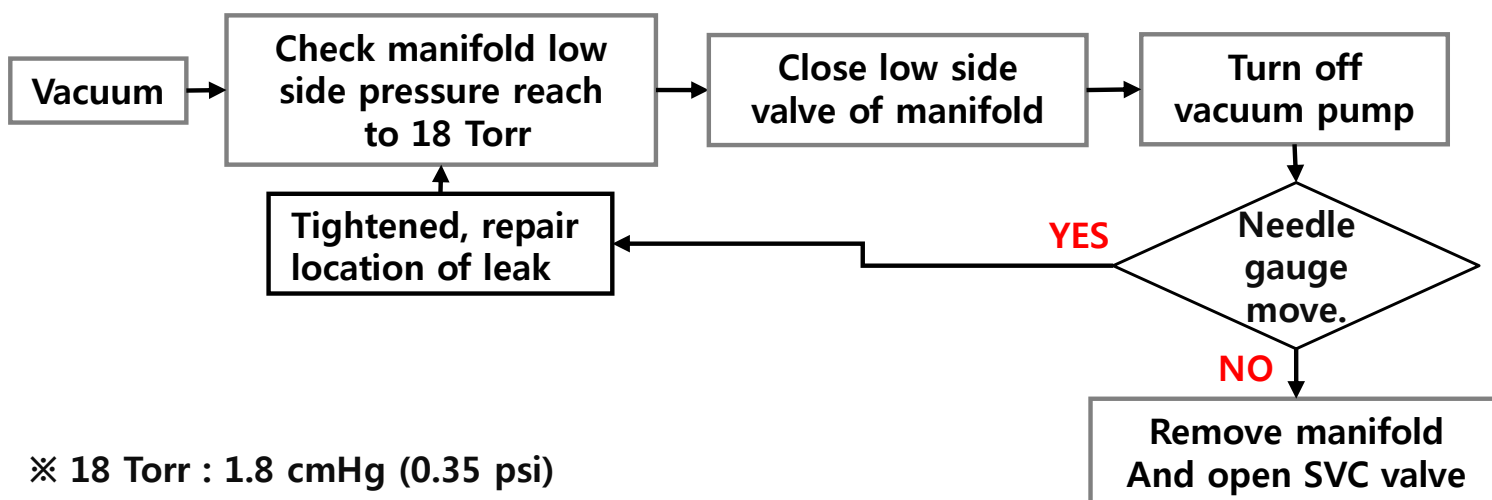 Vacuum
Check manifold low
side pressure reach
to 18 Torr
Close low side
valve of manifold
Turn off
vacuum pump
Needle
gauge
move.
YES
Tightened, repair
location of leak
NO
Remove manifold
And open SVC valve
※ 18 Torr : 1.8 cmHg (0.35 psi)